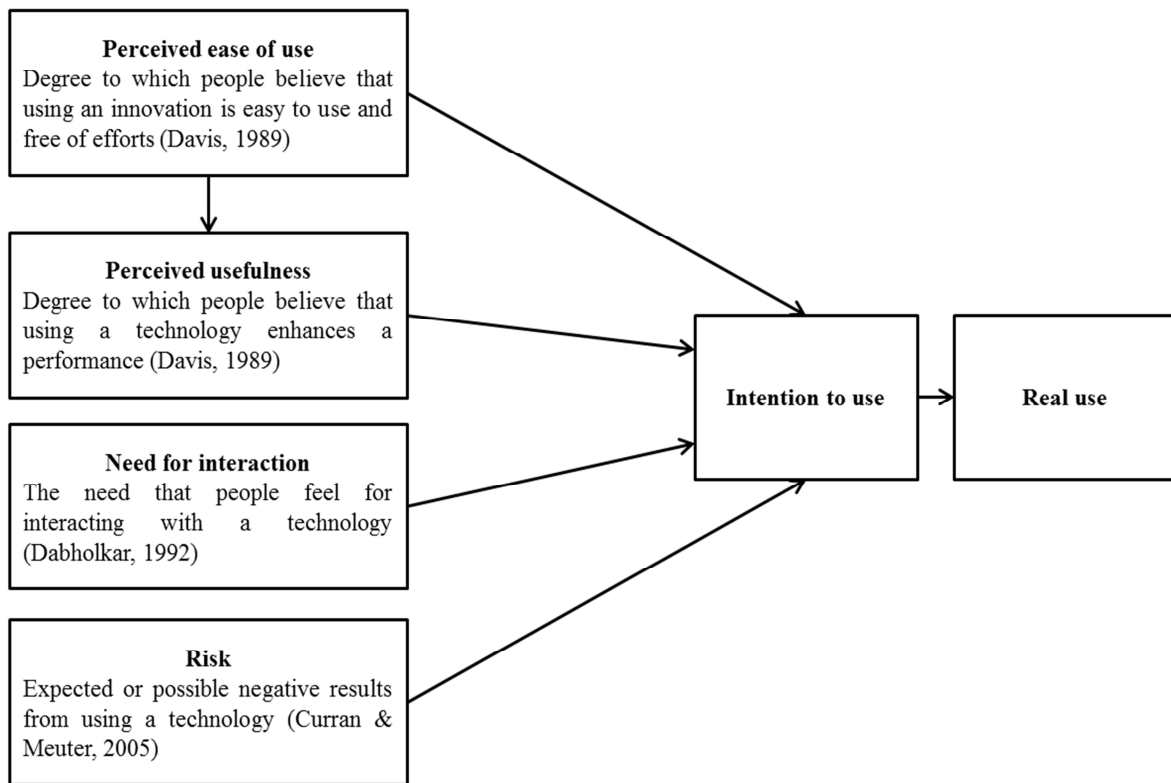 Perceived ease of use
Degree to which people believe that
using an innovation is easy to use and
free of efforts (Davis, 1989)
Perceived usefulness
Degree to which people believe that
using a technology enhances a
performance (Davis, 1989)
Need for interaction
The need that people feel for
interacting with a technology
(Dabholkar, 1992)
Risk
Expected or possible negative results
from using a technology (Curran &
Meuter, 2005)
Intention to use
Real use